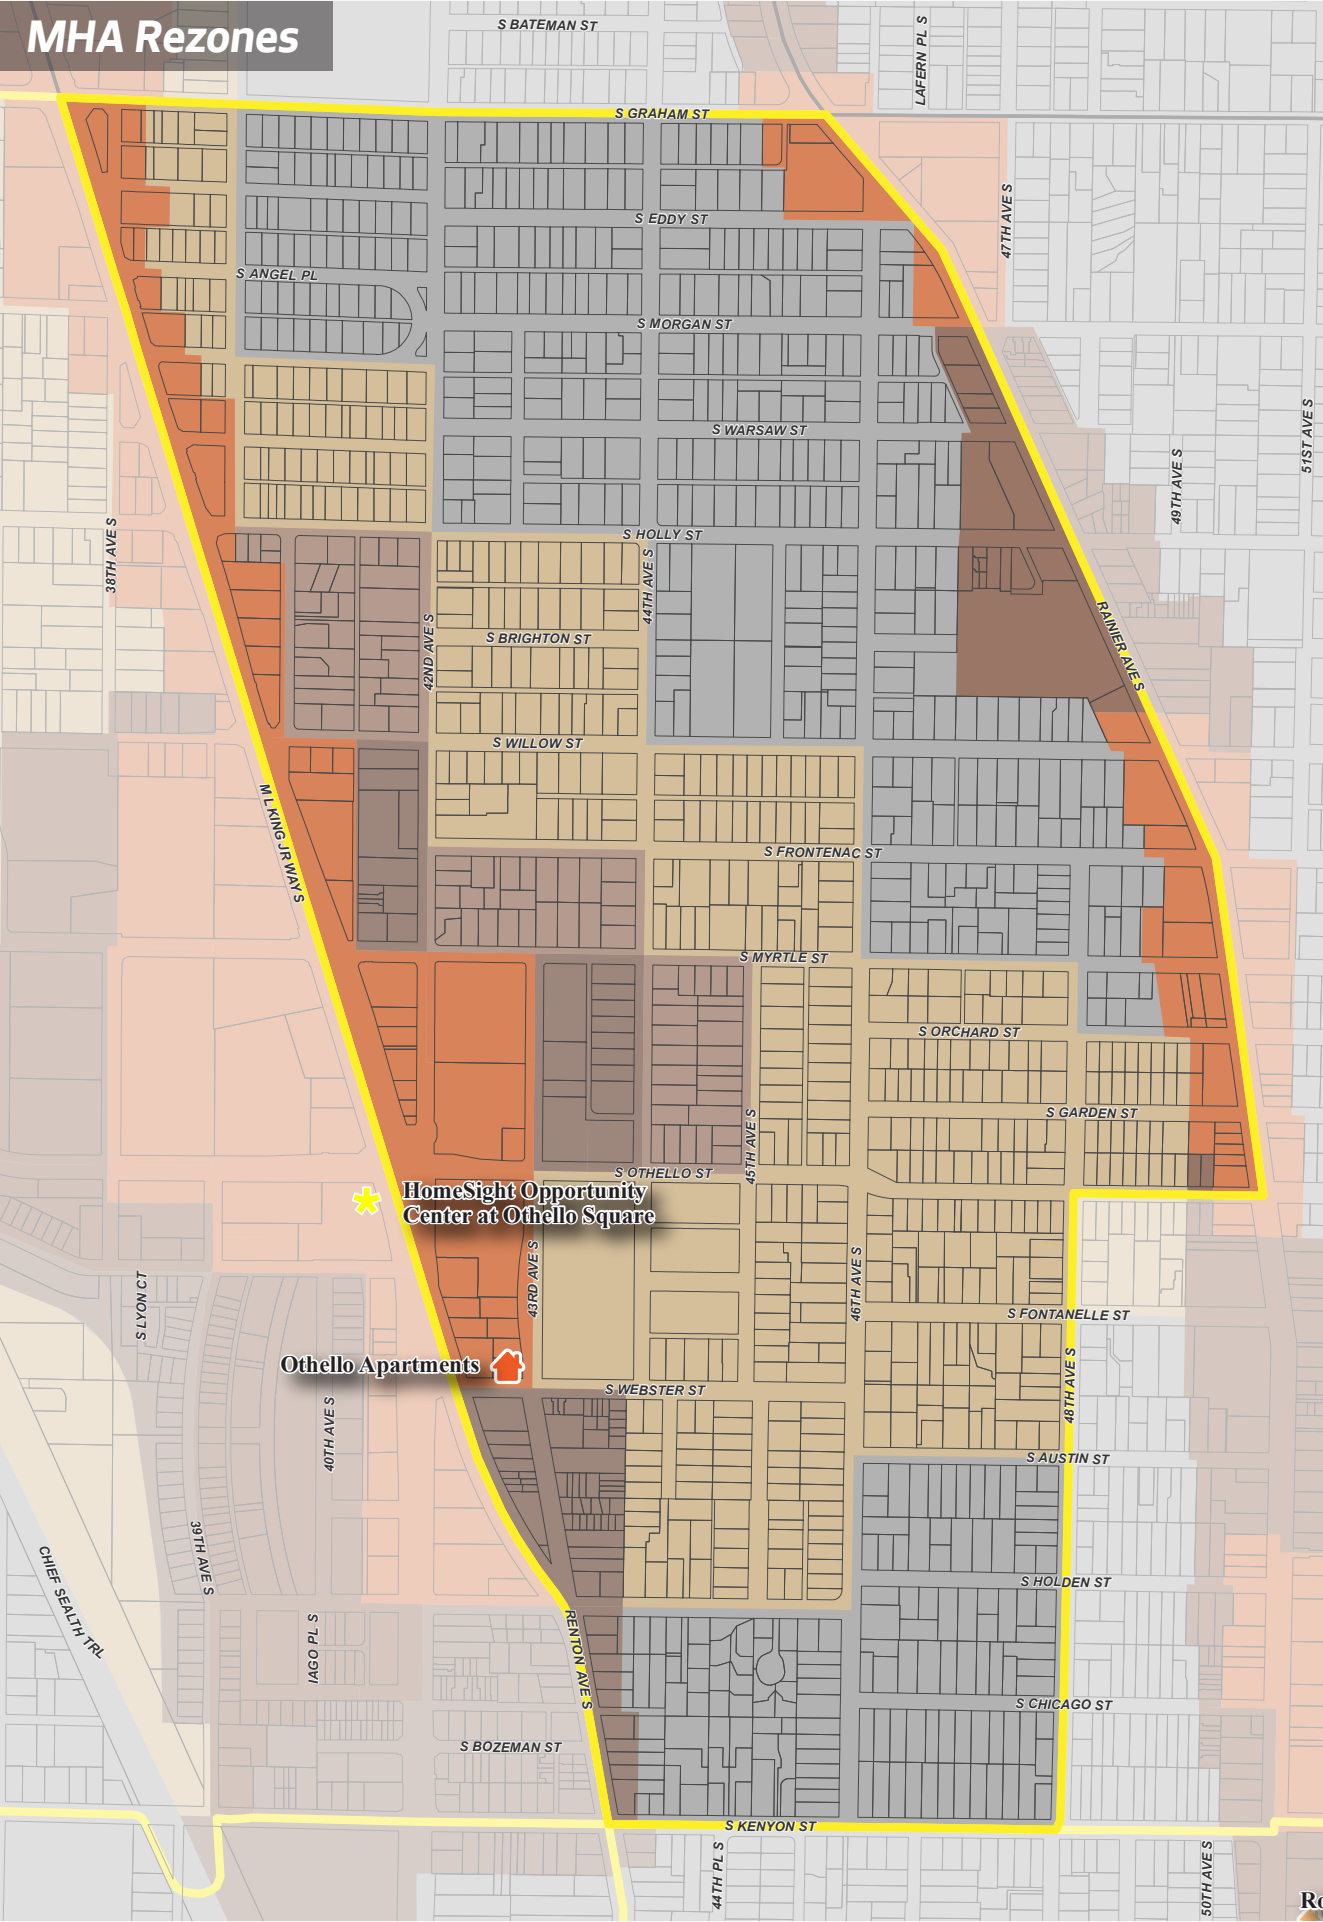 MHA Rezones
S BATEMAN ST
LAFERN PL S
S GRAHAM ST
47TH AVE S
S EDDY ST
S ANGEL PL
S MORGAN ST
S WARSAW ST
51ST AVE S
49TH AVE S
38TH AVE S
S HOLLY ST
44TH AVE S
42ND AVE S
S BRIGHTON ST
RAINIER AVE S
S WILLOW ST
M L KING JR WAY S
S FRONTENAC ST
S MYRTLE ST
S ORCHARD ST
S GARDEN ST
45TH AVE S
S OTHELLO ST
HomeSight Opportunity
Center at Othello Square
43RD AVE S
46TH AVE S
S LYON CT
S FONTANELLE ST
Othello Apartments
48TH AVE S
S WEBSTER ST
40TH AVE S
S AUSTIN ST
39TH AVE S
CHIEF SEALTH TRL
S HOLDEN ST
IAGO PL S
RENTON AVE S
S CHICAGO ST
S BOZEMAN ST
S KENYON ST
44TH PL S
50TH AVE S